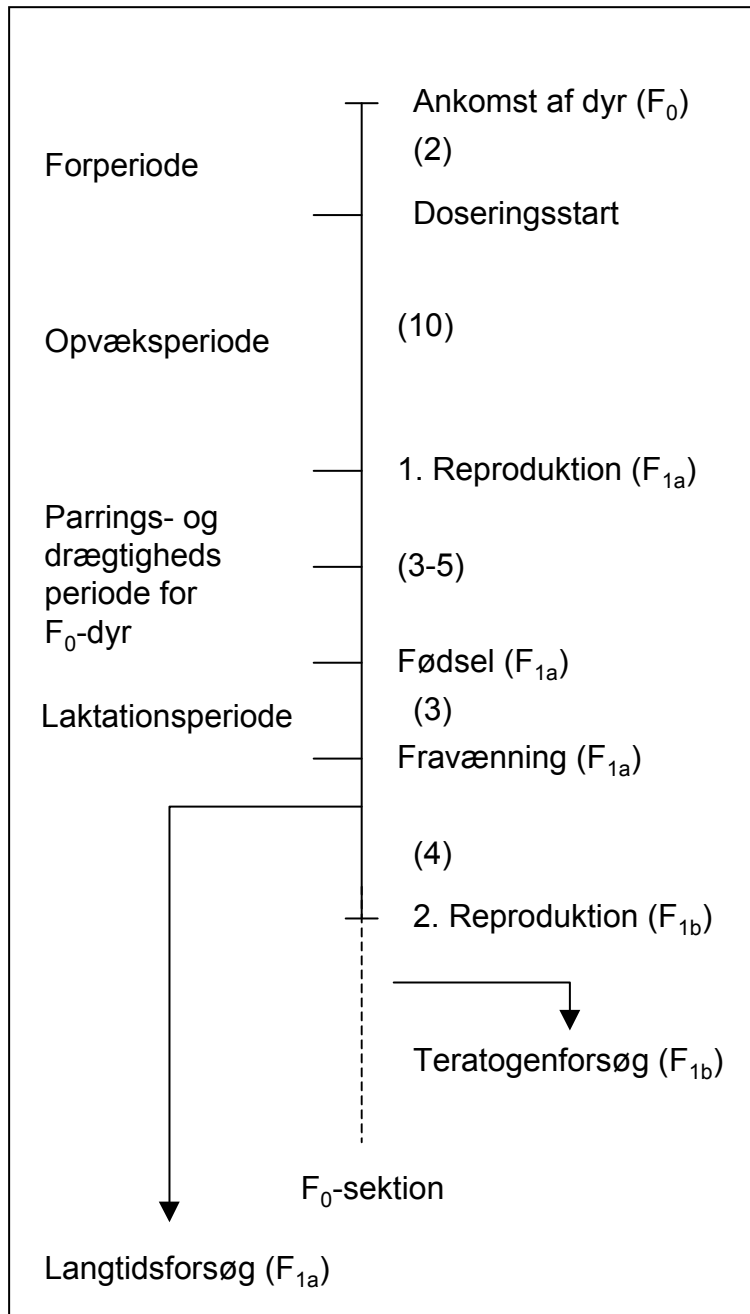 Ankomst af dyr (F0)
(2)
Forperiode
Doseringsstart
(10)
Opvæksperiode
1. Reproduktion (F1a)
Parrings- og
drægtigheds
periode for
F0-dyr
(3-5)
Fødsel (F1a)
(3)
Laktationsperiode
Fravænning (F1a)
(4)
2. Reproduktion (F1b)
Teratogenforsøg (F1b)
F0-sektion
Langtidsforsøg (F1a)